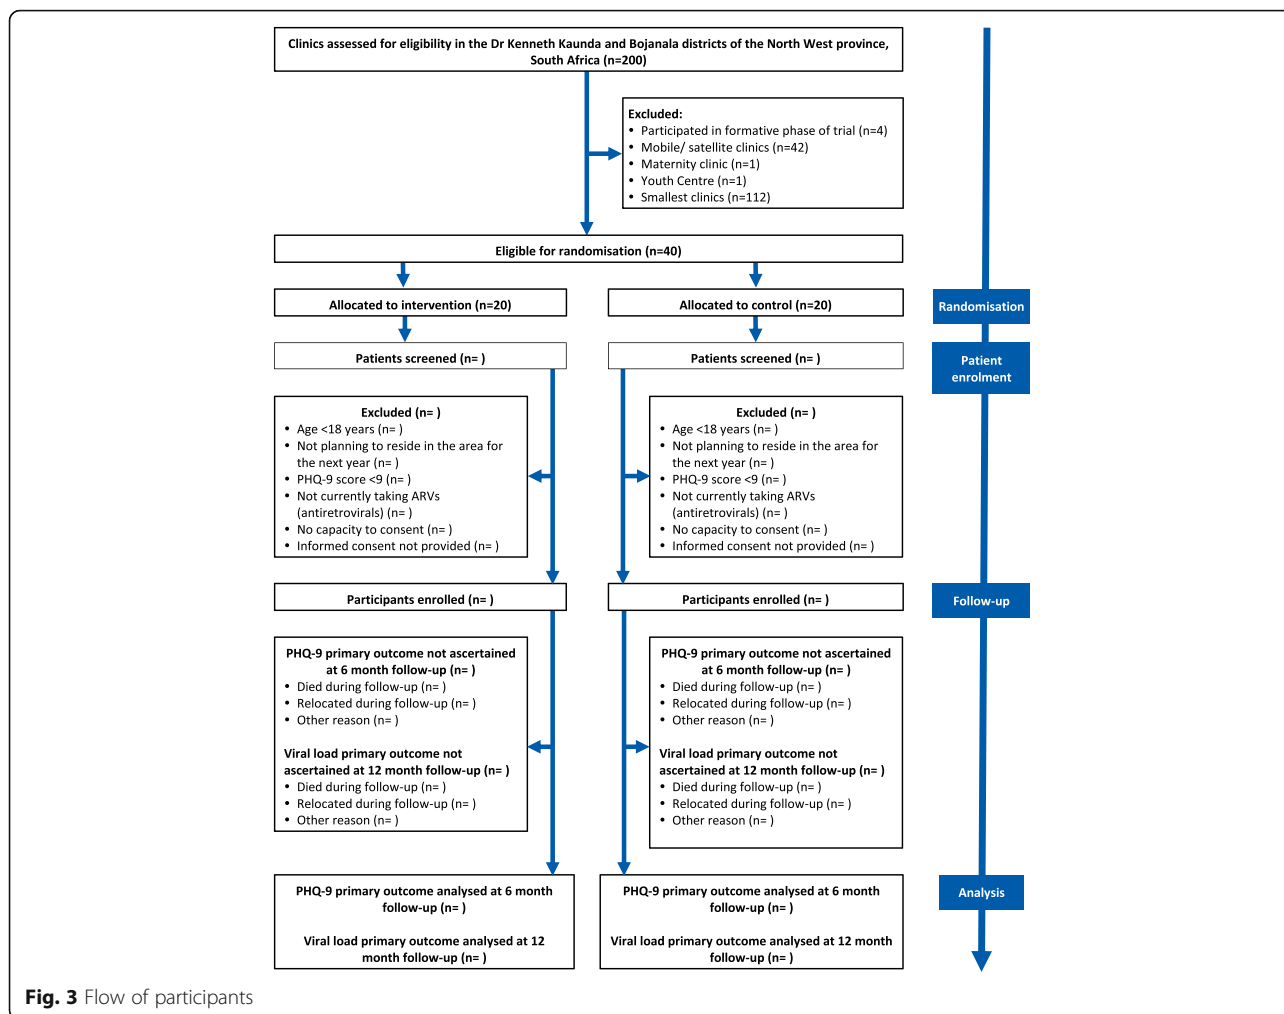 Clinics assessed for eligibility in the Dr Kenneth Kaunda and Bojanala districts of the North West province,
South Africa (n=200)
Excluded:
• Participated in formative phase of trial (n=4)
• Mobile/ satellite clinics (n=42)
• Maternity clinic (n=1)
• Youth Centre (n=1)
• Smallest clinics (n=112)
Eligible for randomisation (n=40)
Allocated to intervention (n=20)
Allocated to control (n=20)
Randomisation
Patients screened (n= )
Patients screened (n= )
Patient
enrolment
Excluded (n= )
• Age <18 years (n= )
• Not planning to reside in the area for
the next year (n= )
• PHQ-9 score <9 (n= )
• Not currently taking ARVs
(antiretrovirals) (n= )
• No capacity to consent (n= )
• Informed consent not provided (n= )
Excluded (n= )
• Age <18 years (n= )
• Not planning to reside in the area for
the next year (n= )
• PHQ-9 score <9 (n= )
• Not currently taking ARVs
(antiretrovirals) (n= )
• No capacity to consent (n= )
• Informed consent not provided (n= )
Participants enrolled (n= )
Participants enrolled (n= )
Follow-up
PHQ-9 primary outcome not ascertained
at 6 month follow-up (n= )
• Died during follow-up (n= )
• Relocated during follow-up (n= )
• Other reason (n= )
Viral load primary outcome not
ascertained at 12 month follow-up (n= )
• Died during follow-up (n= )
• Relocated during follow-up (n= )
• Other reason (n= )
PHQ-9 primary outcome not ascertained
at 6 month follow-up (n= )
• Died during follow-up (n= )
• Relocated during follow-up (n= )
• Other reason (n= )
Viral load primary outcome not
ascertained at 12 month follow-up (n= )
• Died during follow-up (n= )
• Relocated during follow-up (n= )
• Other reason (n= )
PHQ-9 primary outcome analysed at 6 month
follow-up (n= )
Viral load primary outcome analysed at 12
month follow-up (n= )
PHQ-9 primary outcome analysed at 6 month
follow-up (n= )
Viral load primary outcome analysed at 12 month
follow-up (n= )
Analysis
Fig. 3 Flow of participants